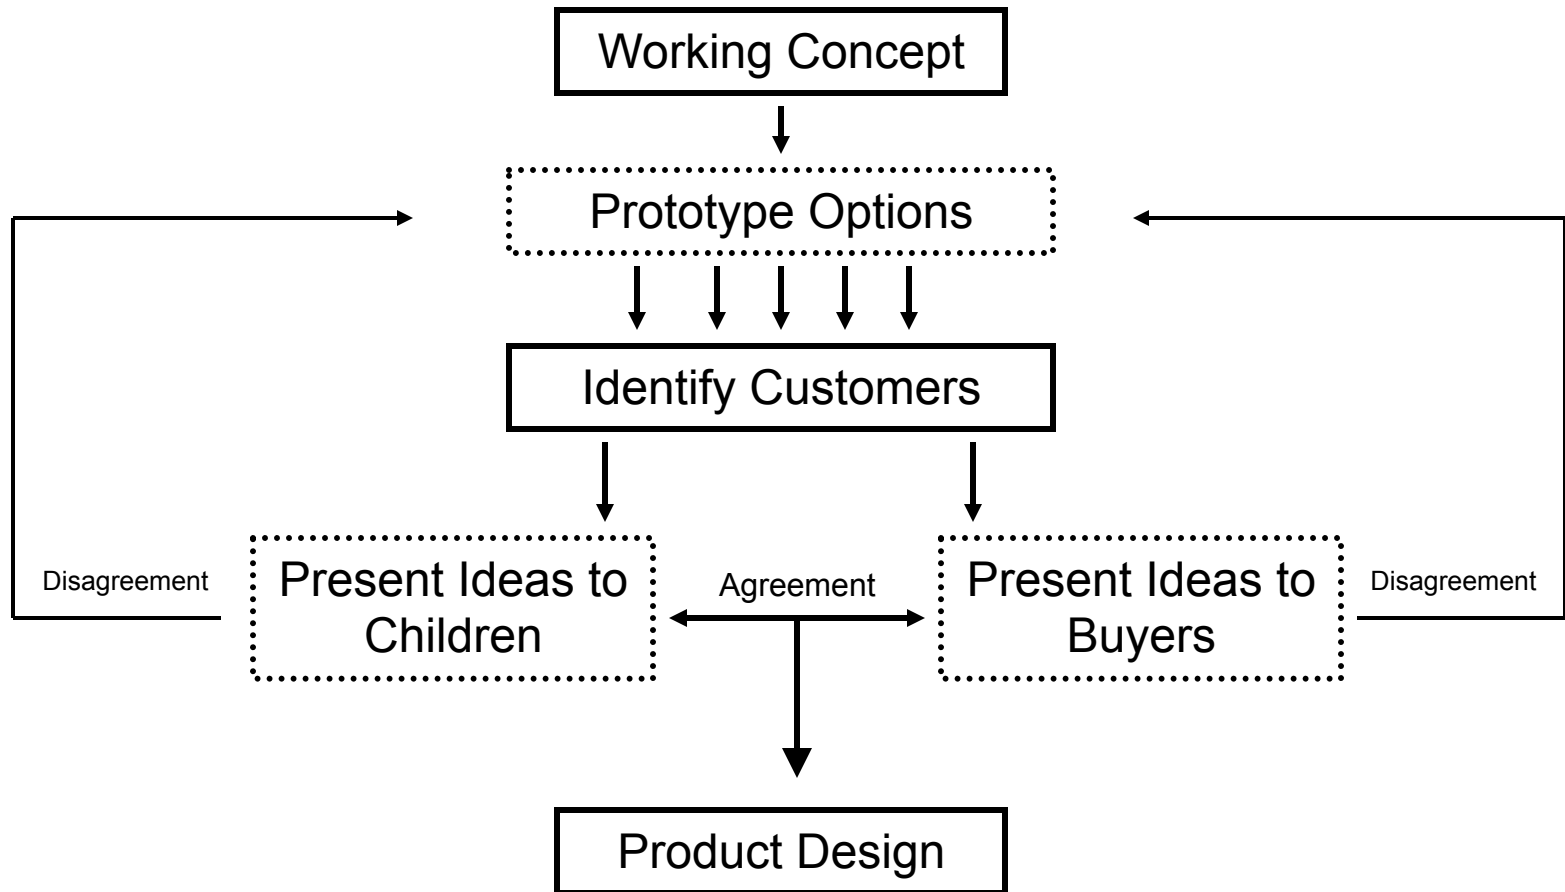 Working Concept
Prototype Options
Identify Customers
Disagreement
Present Ideas to
Children
Agreement
Present Ideas to
Buyers
Disagreement
Product Design